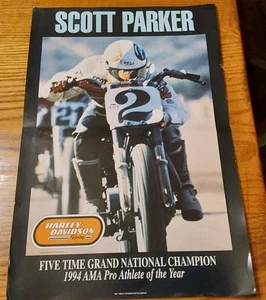 SCOTT PARKER
2
HARLEY-DAVIDSON
FIVE TIME GRAND NATIONAL CHAMPION
1994 AMA Pro Athlete of the Year